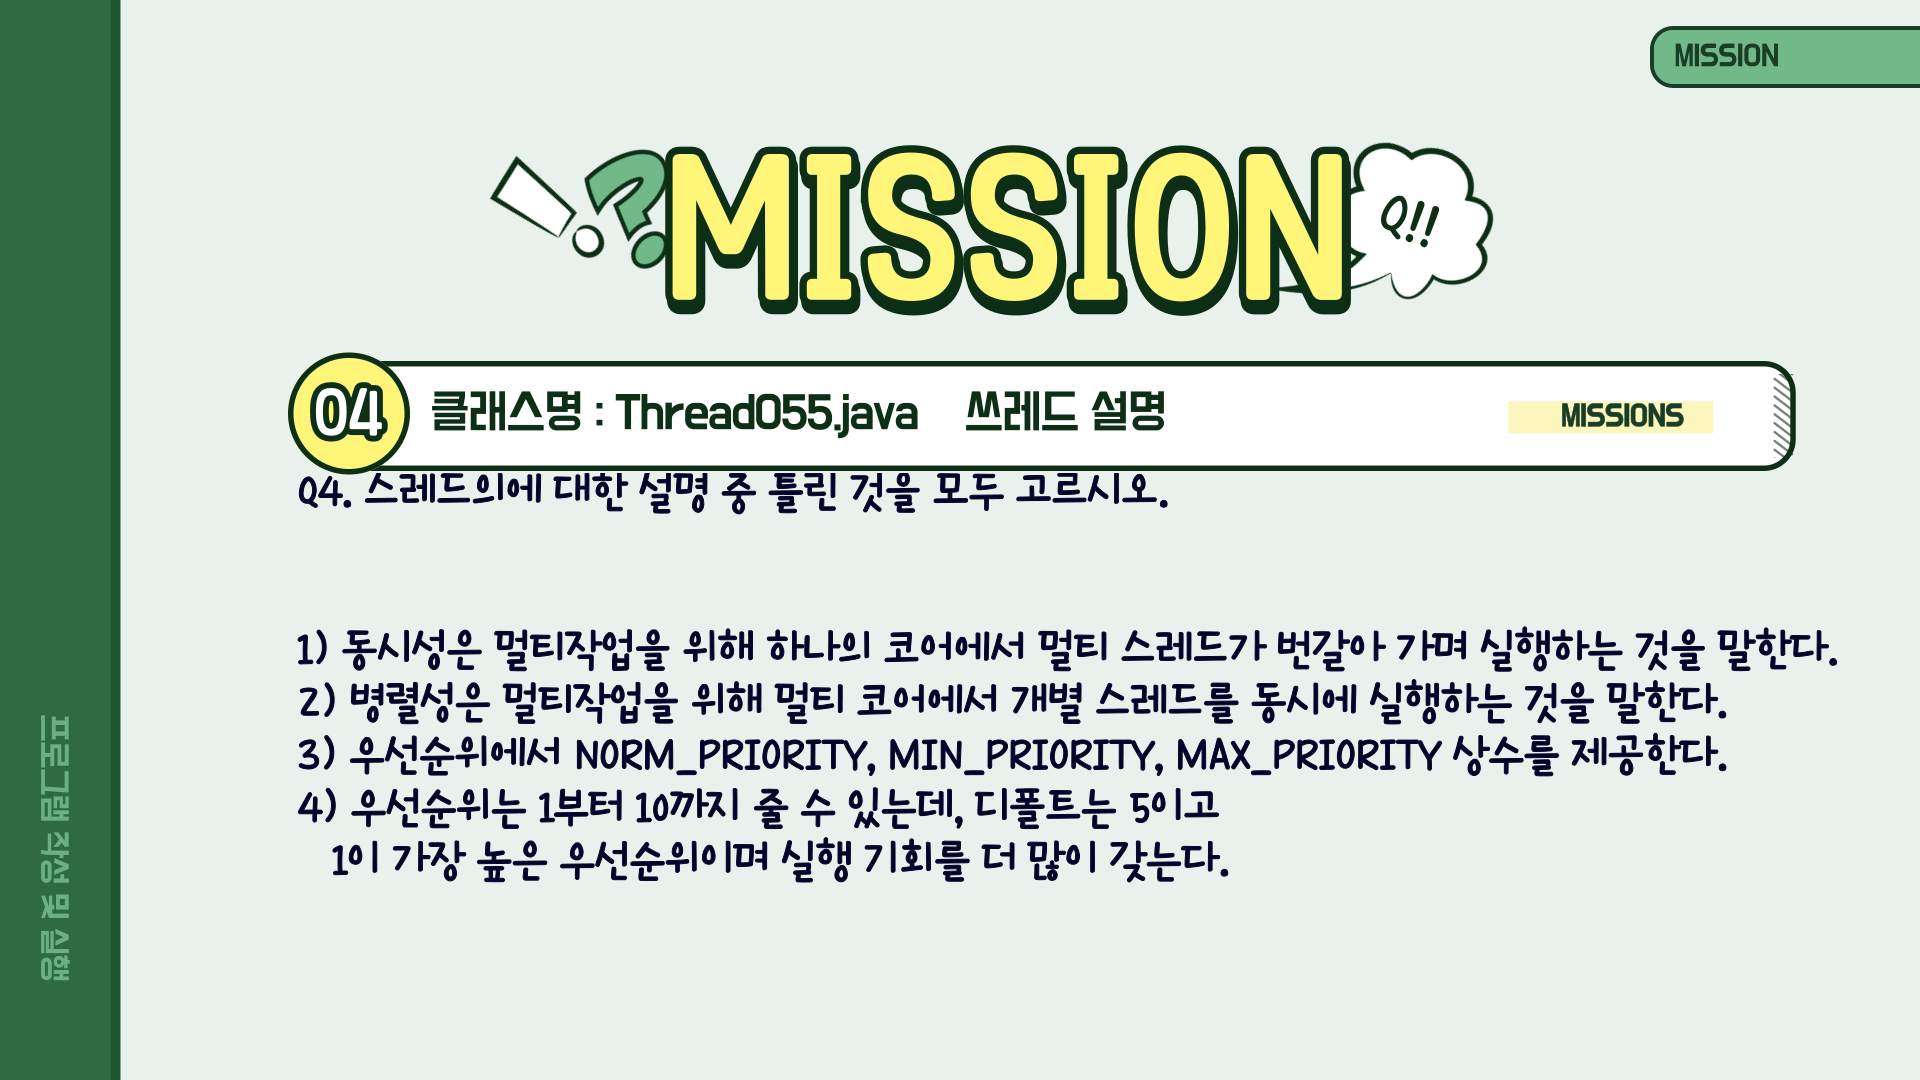 MISSION
MISSION
Q!!
04 클래스명 : Thread055.java 쓰레드 설명 MISSIONS
Q4. 스레드의에 대한 설명 중 틀린 것을 모두 고르시오.
1) 동시성은 멀티작업을 위해 하나의 코어에서 멀티 스레드가 번갈아 가며 실행하는 것을 말한다.
2) 병렬성은 멀티작업을 위해 멀티 코어에서 개별 스레드를 동시에 실행하는 것을 말한다.
3) 우선순위에서 NORM_PRIORITY, MIN_PRIORITY, MAX_PRIORITY 상수를 제공한다.
4) 우선순위는 1부터 10까지 줄 수 있는데, 디폴트는 5이고
1이 가장 높은 우선순위이며 실행 기회를 더 많이 갖는다.
프로그램 작성 및 실행